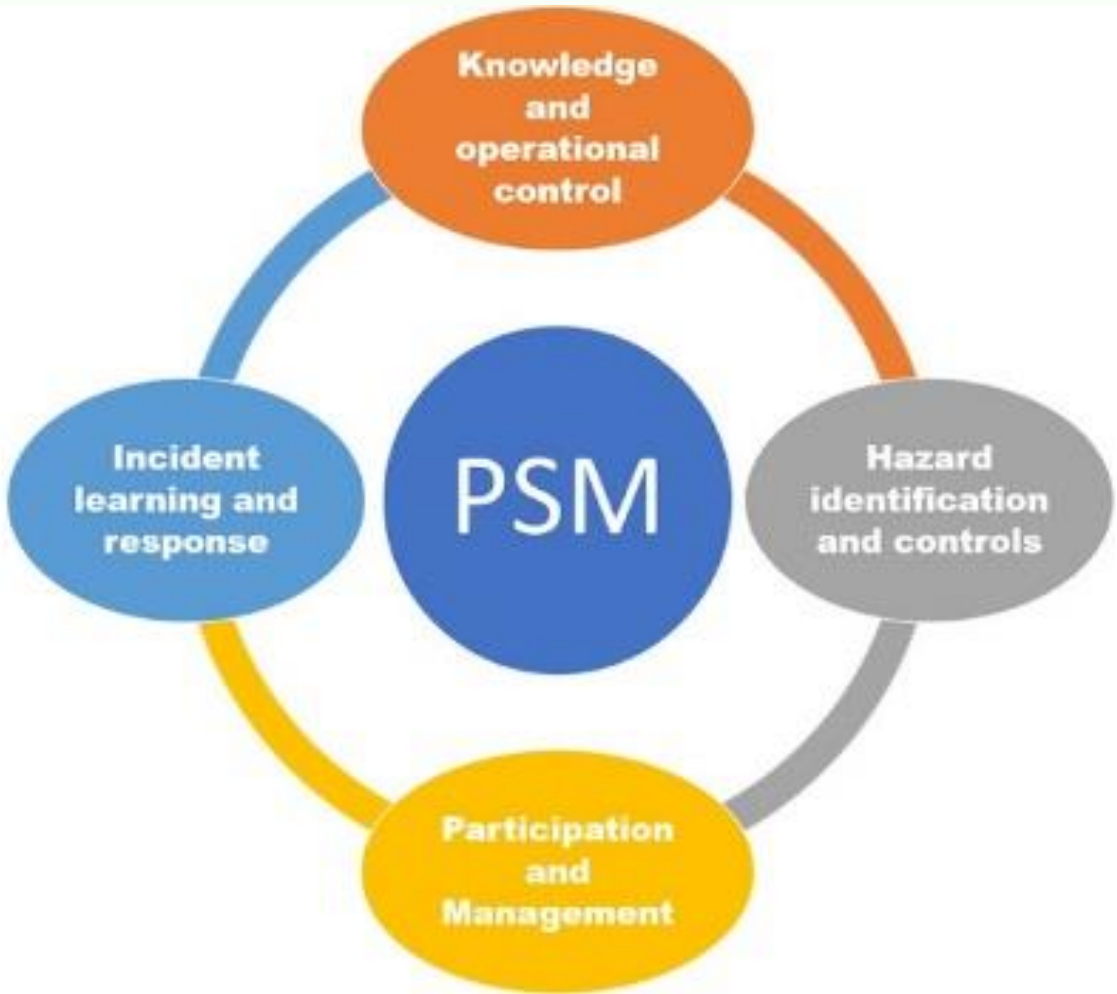 Knowledge
and
operational
control
Incident
learning and
response
PSM
Hazard
identification
and controls
Participation
and
Management